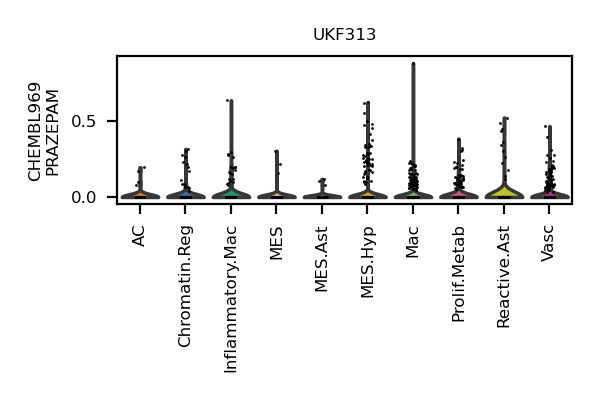 UKF313
CHEMBL969
PRAZEPAM
0.5
0.0
AC
Chromatin.Reg
Inflammatory.Mac
MES
MES.Ast
MES.Hyp
Mac
Prolif.Metab
Reactive.Ast
Vasc